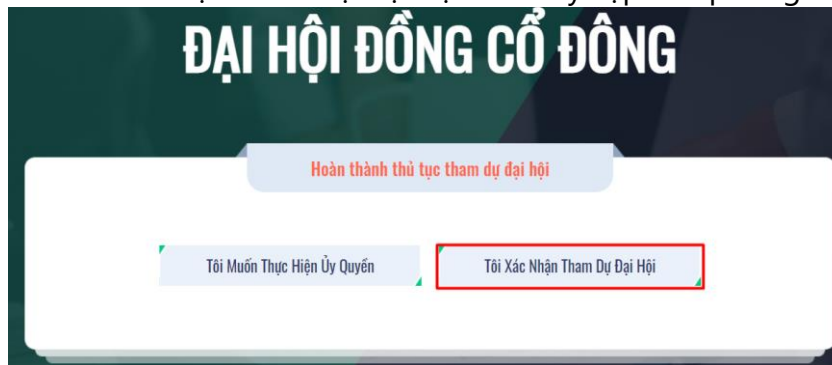 ĐẠI HỘI ĐỒNG CỔ ĐÔNG
Hoàn thành thủ tục tham dự đại hội
Tôi Muốn Thực Hiện Ủy Quyền
Tôi Xác Nhận Tham Dự Đại Hội